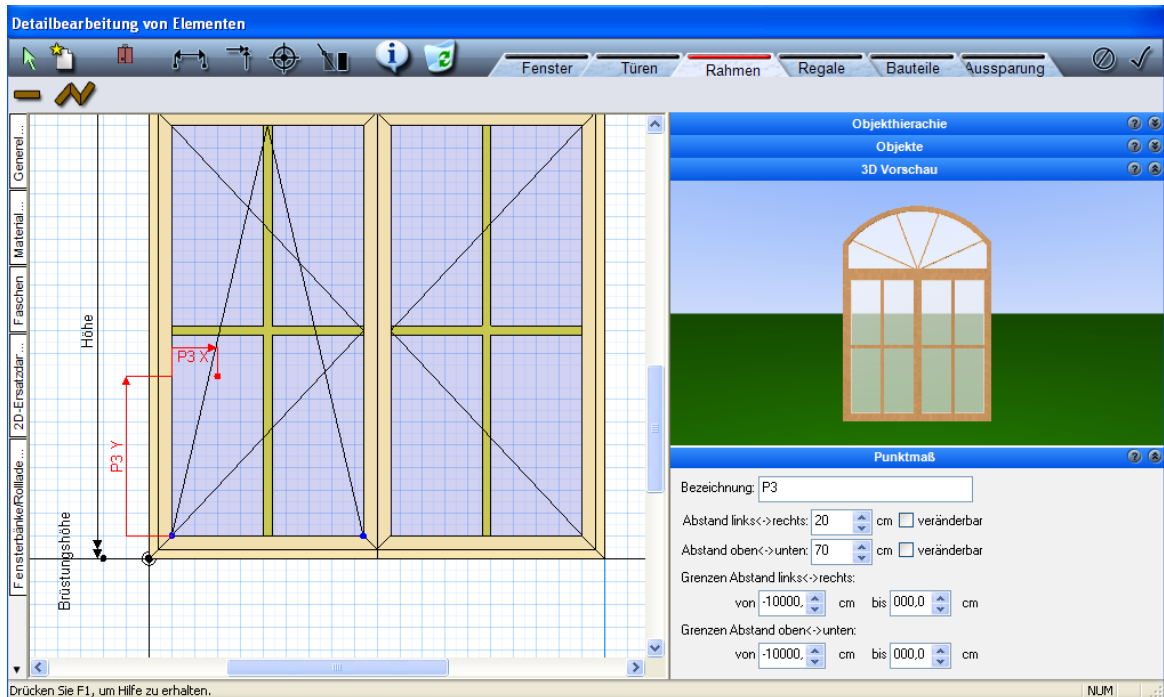 Detailbearbeitung von Elementen
Fenster Türen Rahmen Regale Bauteile Aussparung
Generel...
Material...
Faschen
2D-Ersatzdar...
Fensterbänke/Rolllade...
Höhe
Brüstungshöhe
P3 X
P3 Y
Objekthierachie
Objekte
3D Vorschau
Punktmaß
Bezeichnung: P3
Abstand links<->rechts: 20 cm veränderbar
Abstand oben<->unten: 70 cm veränderbar
Grenzen Abstand links<->rechts:
von -10000, cm bis 000,0 cm
Grenzen Abstand oben<->unten:
von -10000, cm bis 000,0 cm
Drücken Sie F1, um Hilfe zu erhalten.
NUM